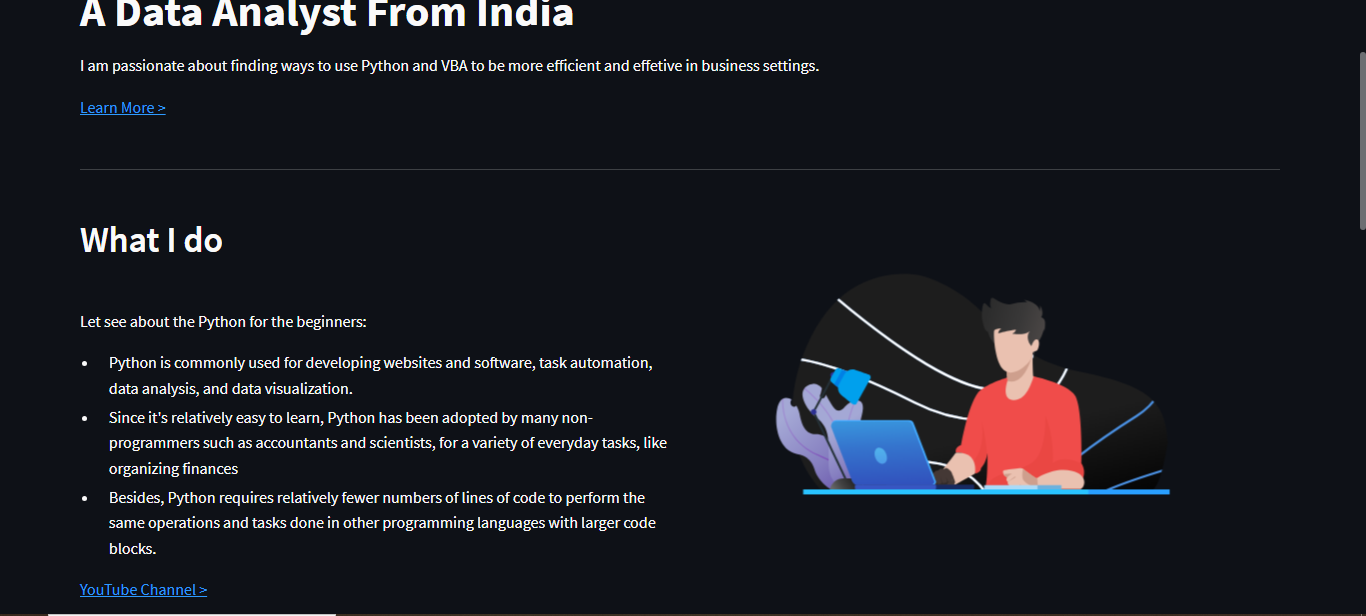 A Data Analyst From India
I am passionate about finding ways to use Python and VBA to be more efficient and effetive in business settings.
Learn More >
What I do
Let see about the Python for the beginners:
• Python is commonly used for developing websites and software, task automation,
data analysis, and data visualization.
• Since it's relatively easy to learn, Python has been adopted by many non-
programmers such as accountants and scientists, for a variety of everyday tasks, like
organizing finances
• Besides, Python requires relatively fewer numbers of lines of code to perform the
same operations and tasks done in other programming languages with larger code
blocks.
YouTube Channel >